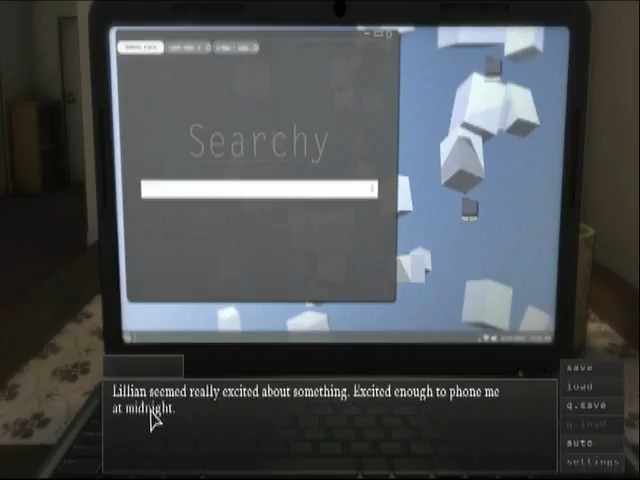 Searchy
Lillian seemed really excited about something. Excited enough to phone me
at midnight.
save
load
q.save
q.load
auto
settings